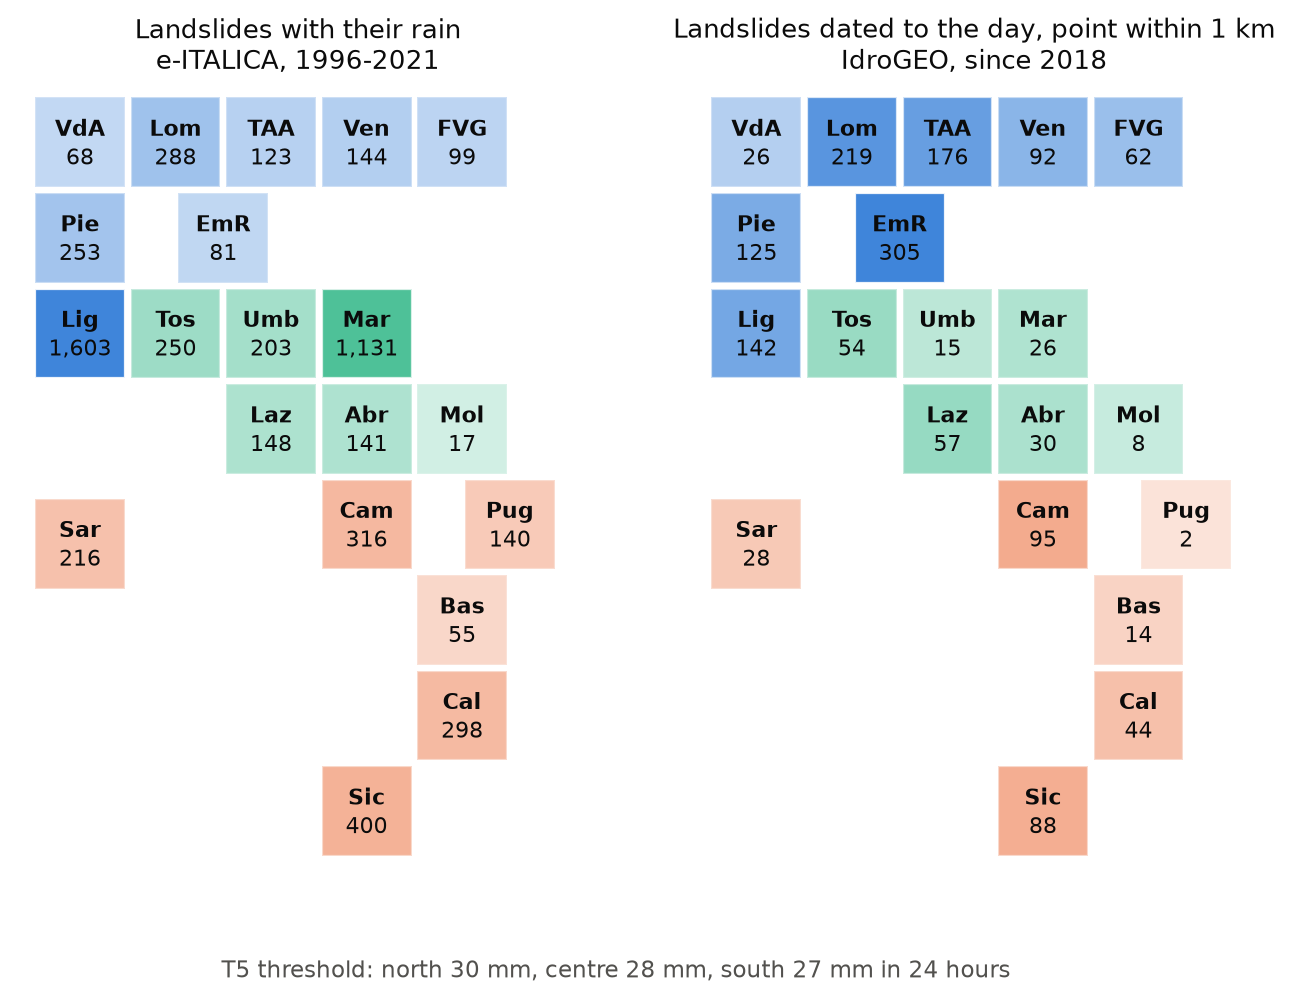 Landslides with their rain
e-ITALICA, 1996-2021
VdA
68
Lom
288
TAA
123
Ven
144
FVG
99
Pie
253
EmR
81
Lig
1,603
Tos
250
Umb
203
Mar
1,131
Laz
148
Abr
141
Mol
17
Sar
216
Cam
316
Pug
140
Bas
55
Cal
298
Sic
400
Landslides dated to the day, point within 1 km
IdroGEO, since 2018
VdA
26
Lom
219
TAA
176
Ven
92
FVG
62
Pie
125
EmR
305
Lig
142
Tos
54
Umb
15
Mar
26
Laz
57
Abr
30
Mol
8
Sar
28
Cam
95
Pug
2
Bas
14
Cal
44
Sic
88
T5 threshold: north 30 mm, centre 28 mm, south 27 mm in 24 hours